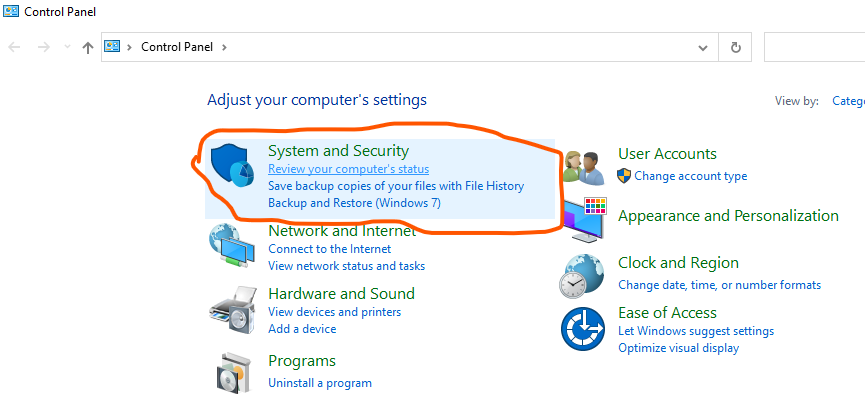 Control Panel
Control Panel
Adjust your computer's settings
View by:
System and Security
Review your computer's status
Save backup copies of your files with File History
Backup and Restore (Windows 7)
Network and Internet
Connect to the Internet
View network status and tasks
Hardware and Sound
View devices and printers
Add a device
Programs
Uninstall a program
User Accounts
Change account type
Appearance and Personalization
Clock and Region
Change date, time, or number formats
Ease of Access
Let Windows suggest settings
Optimize visual display